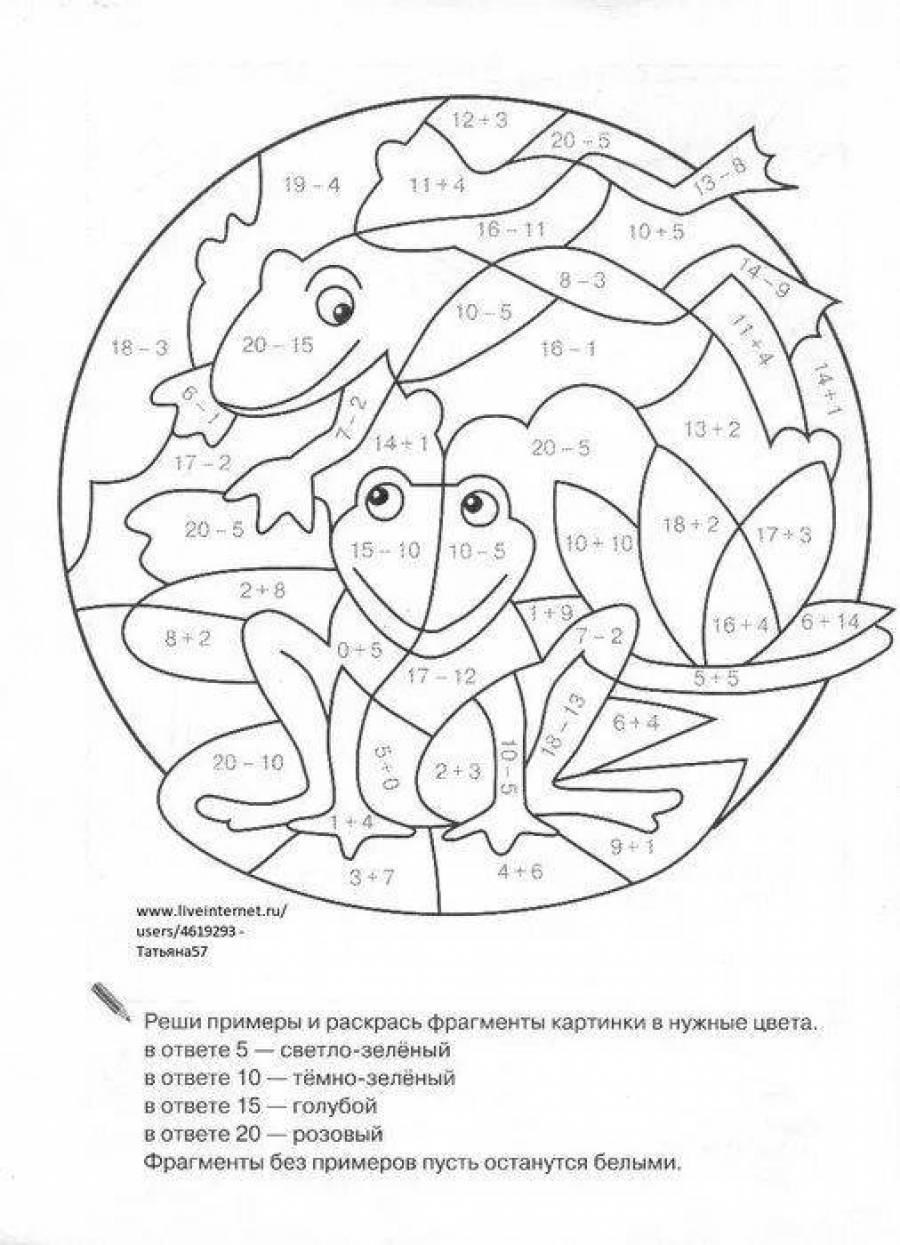 12 + 3
20 - 5
13 - 8
19 - 4
11 + 4
16 - 11
10 + 5
14 - 9
8 - 3
10 - 5
11 + 4
18 - 3
20 - 15
16 - 1
14 + 1
6 - 1
7 - 2
13 + 2
14 + 1
17 - 2
20 - 5
18 + 2
17 + 3
20 - 5
15 - 10
10 - 5
10 + 10
2 + 8
1 + 9
16 + 4
6 + 14
8 + 2
0 + 5
7 - 2
17 - 12
5 + 5
18 - 13
6 + 4
20 - 10
5 + 0
2 + 3
10 - 5
1 + 4
9 + 1
3 + 7
4 + 6
www.liveinternet.ru/
users/4619293 -
Татьяна57
Реши примеры и раскрась фрагменты картинки в нужные цвета.
в ответе 5 — светло-зелёный
в ответе 10 — тёмно-зелёный
в ответе 15 — голубой
в ответе 20 — розовый
Фрагменты без примеров пусть останутся белыми.